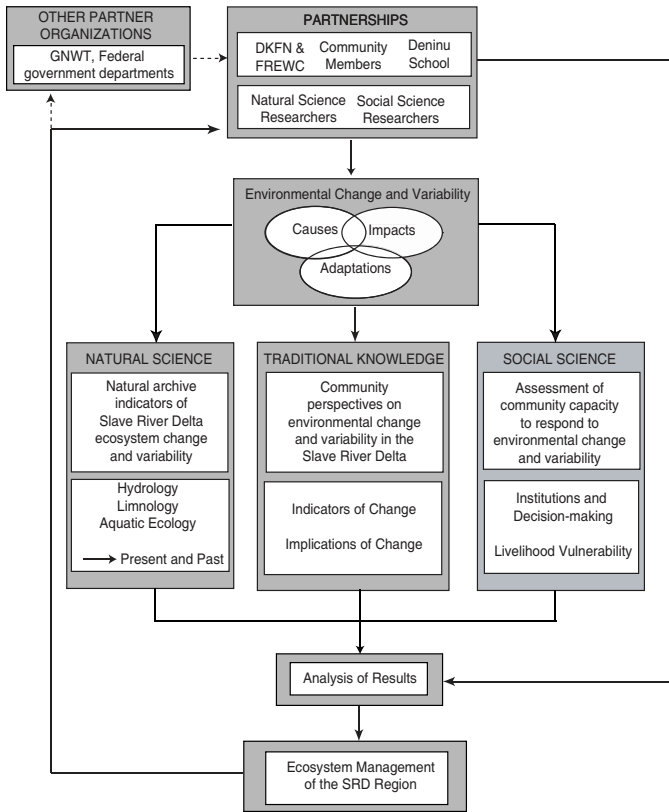 OTHER PARTNER
ORGANIZATIONS
GNWT, Federal
government departments)
PARTNERSHIPS
DKFN &
FREWC
Community
Members
Deninu
School
Natural Science
Researchers
Social Science
Researchers
Environmental Change and Variability
Causes
Impacts
Adaptations
NATURAL SCIENCE
Natural archive
indicators of
Slave River Delta
ecosystem change
and variability
Hydrology
Limnology
Aquatic Ecology
Present and Past
TRADITIONAL KNOWLEDGE
Community
perspectives on
environmental change
and variability in the
Slave River Delta
Indicators of Change
Implications of Change
SOCIAL SCIENCE
Assessment of
community capacity
to respond to
environmental change
and variability
Institutions and
Decision-making
Livelihood Vulnerability
Analysis of Results
Ecosystem Management
of the SRD Region